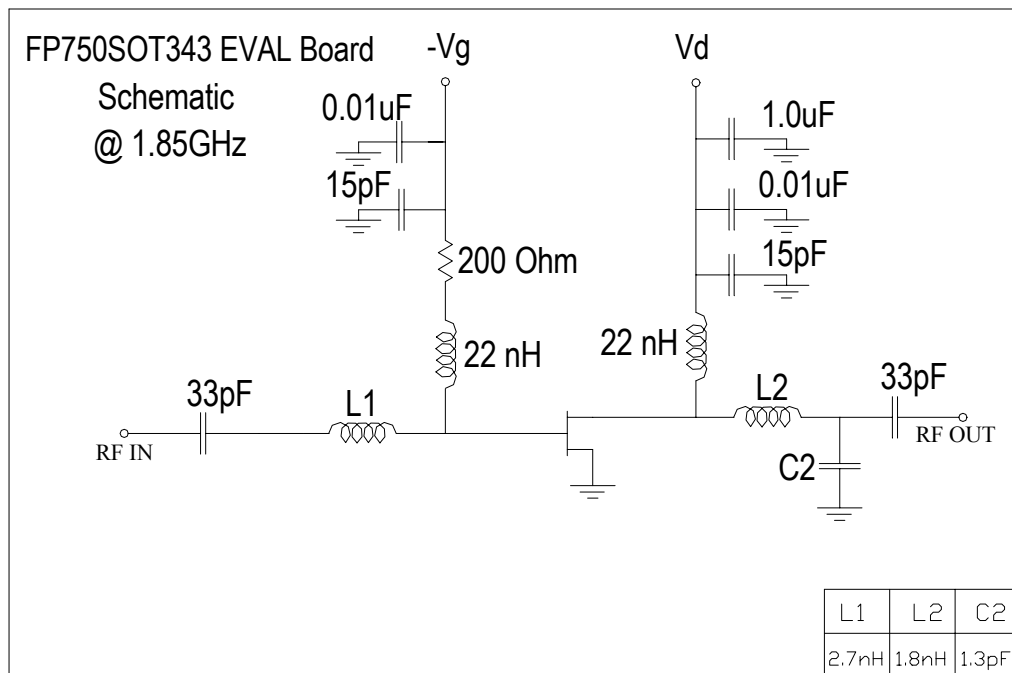 FP750SOT343 EVAL Board
Schematic
@ 1.85GHz
-Vg
Vd
0.01uF
1.0uF
15pF
0.01uF
200 Ohm
15pF
22 nH
22 nH
33pF
L1
L2
33pF
RF IN
RF OUT
C2
L1 L2 C2
2.7nH 1.8nH 1.3pF